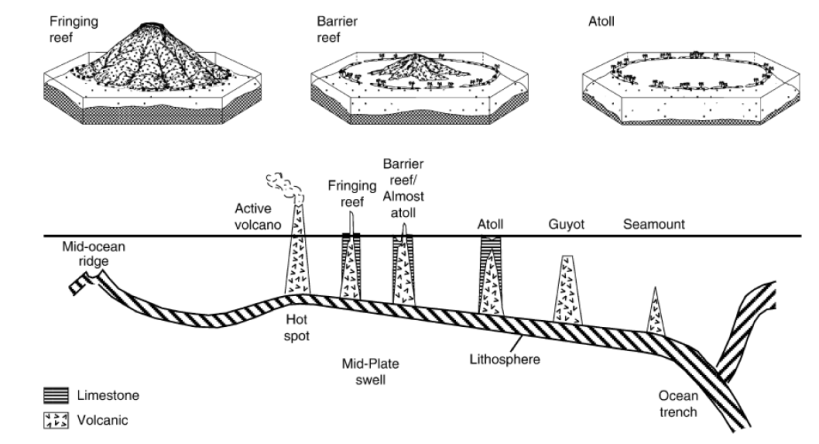 Fringing
reef
Barrier
reef
Atoll
Barrier
reef/
Almost
atoll
Fringing
reef
Active
volcano
Atoll
Guyot
Seamount
Mid-ocean
ridge
Hot
spot
Mid-Plate
swell
Lithosphere
Ocean
trench
Limestone
Volcanic